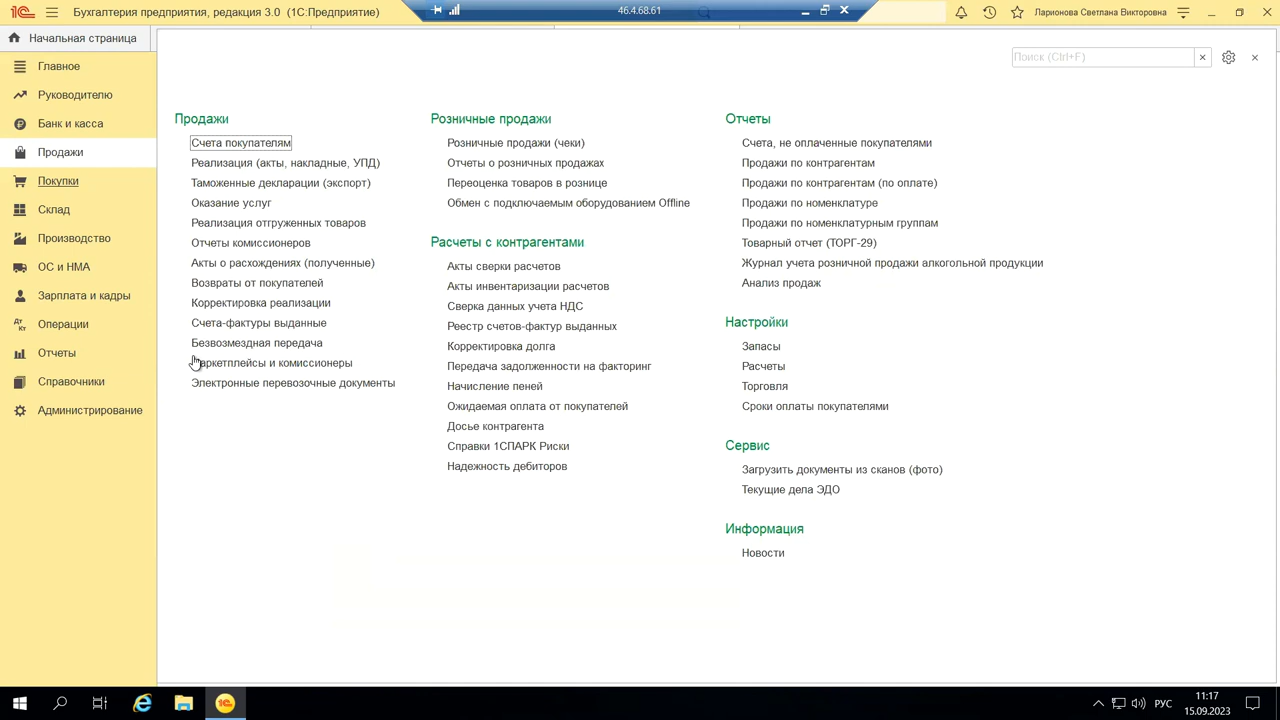 1С Бухгалтерия предприятия, редакция 3.0 (1С:Предприятие)
46.4.68.61
Ларионова Светлана Викторовна
Начальная страница
Поиск (Ctrl+F)
Главное
Руководителю
Банк и касса
Продажи
Покупки
Склад
Производство
ОС и НМА
Зарплата и кадры
Дт Кт Операции
Отчеты
Справочники
Администрирование
Продажи
Счета покупателям
Реализация (акты, накладные, УПД)
Таможенные декларации (экспорт)
Оказание услуг
Реализация отгруженных товаров
Отчеты комиссионеров
Акты о расхождениях (полученные)
Возвраты от покупателей
Корректировка реализации
Счета-фактуры выданные
Безвозмездная передача
Маркетплейсы и комиссионеры
Электронные перевозочные документы
Розничные продажи
Розничные продажи (чеки)
Отчеты о розничных продажах
Переоценка товаров в рознице
Обмен с подключаемым оборудованием Offline
Расчеты с контрагентами
Акты сверки расчетов
Акты инвентаризации расчетов
Сверка данных учета НДС
Реестр счетов-фактур выданных
Корректировка долга
Передача задолженности на факторинг
Начисление пеней
Ожидаемая оплата от покупателей
Досье контрагента
Справки 1СПАРК Риски
Надежность дебиторов
Отчеты
Счета, не оплаченные покупателями
Продажи по контрагентам
Продажи по контрагентам (по оплате)
Продажи по номенклатуре
Продажи по номенклатурным группам
Товарный отчет (ТОРГ-29)
Журнал учета розничной продажи алкогольной продукции
Анализ продаж
Настройки
Запасы
Расчеты
Торговля
Сроки оплаты покупателями
Сервис
Загрузить документы из сканов (фото)
Текущие дела ЭДО
Информация
Новости
РУС
11:17
15.09.2023